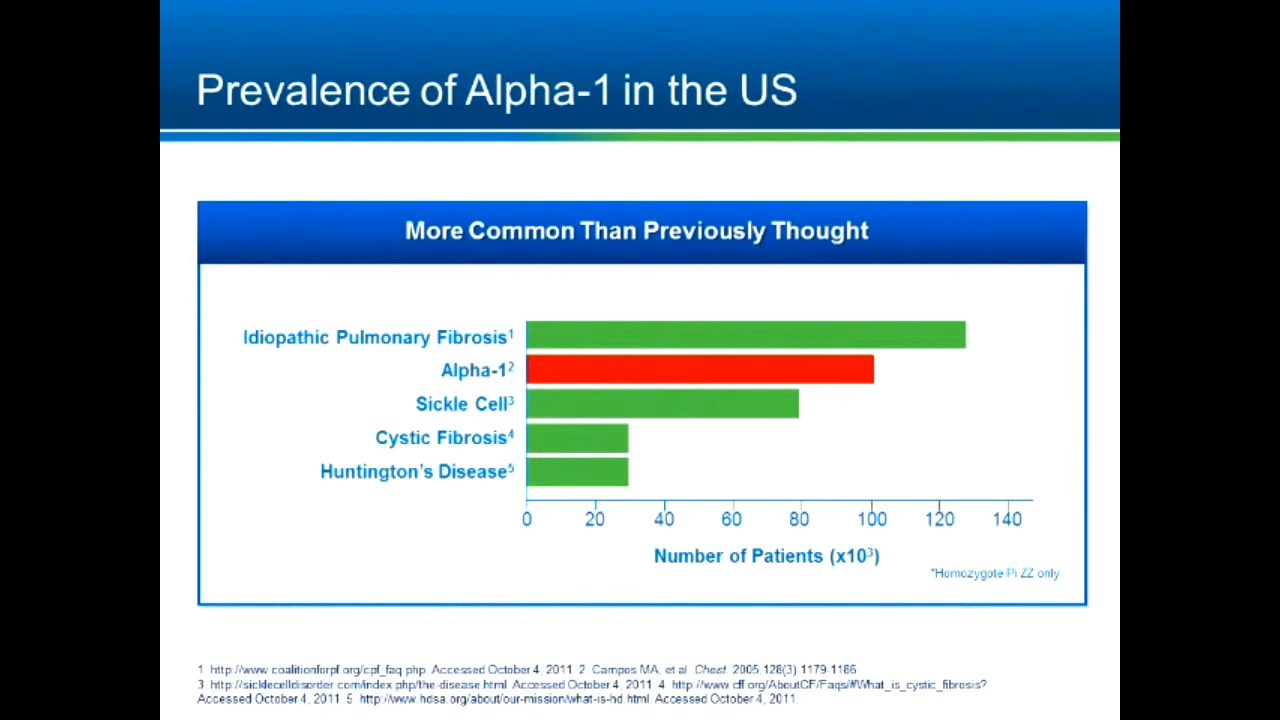 Prevalence of Alpha-1 in the US
More Common Than Previously Thought
Idiopathic Pulmonary Fibrosis¹
Alpha-1²
Sickle Cell³
Cystic Fibrosis⁴
Huntington's Disease⁵
0 20 40 60 80 100 120 140
Number of Patients (x10³)
*Homozygote Pi ZZ only
1 http://www.coalitionforpf.org/cpf_faq.php. Accessed October 4, 2011 2 Campos MA, et al. Chest. 2005;128(3) 1179-1186
3 http://sicklecelldisorder.com/index.php/the-disease.html. Accessed October 4, 2011 4 http://www.cff.org/AboutCF/Faqs/#What_is_cystic_fibrosis?
Accessed October 4, 2011 5 http://www.hdsa.org/about/our-mission/what-is-hd.html. Accessed October 4, 2011.